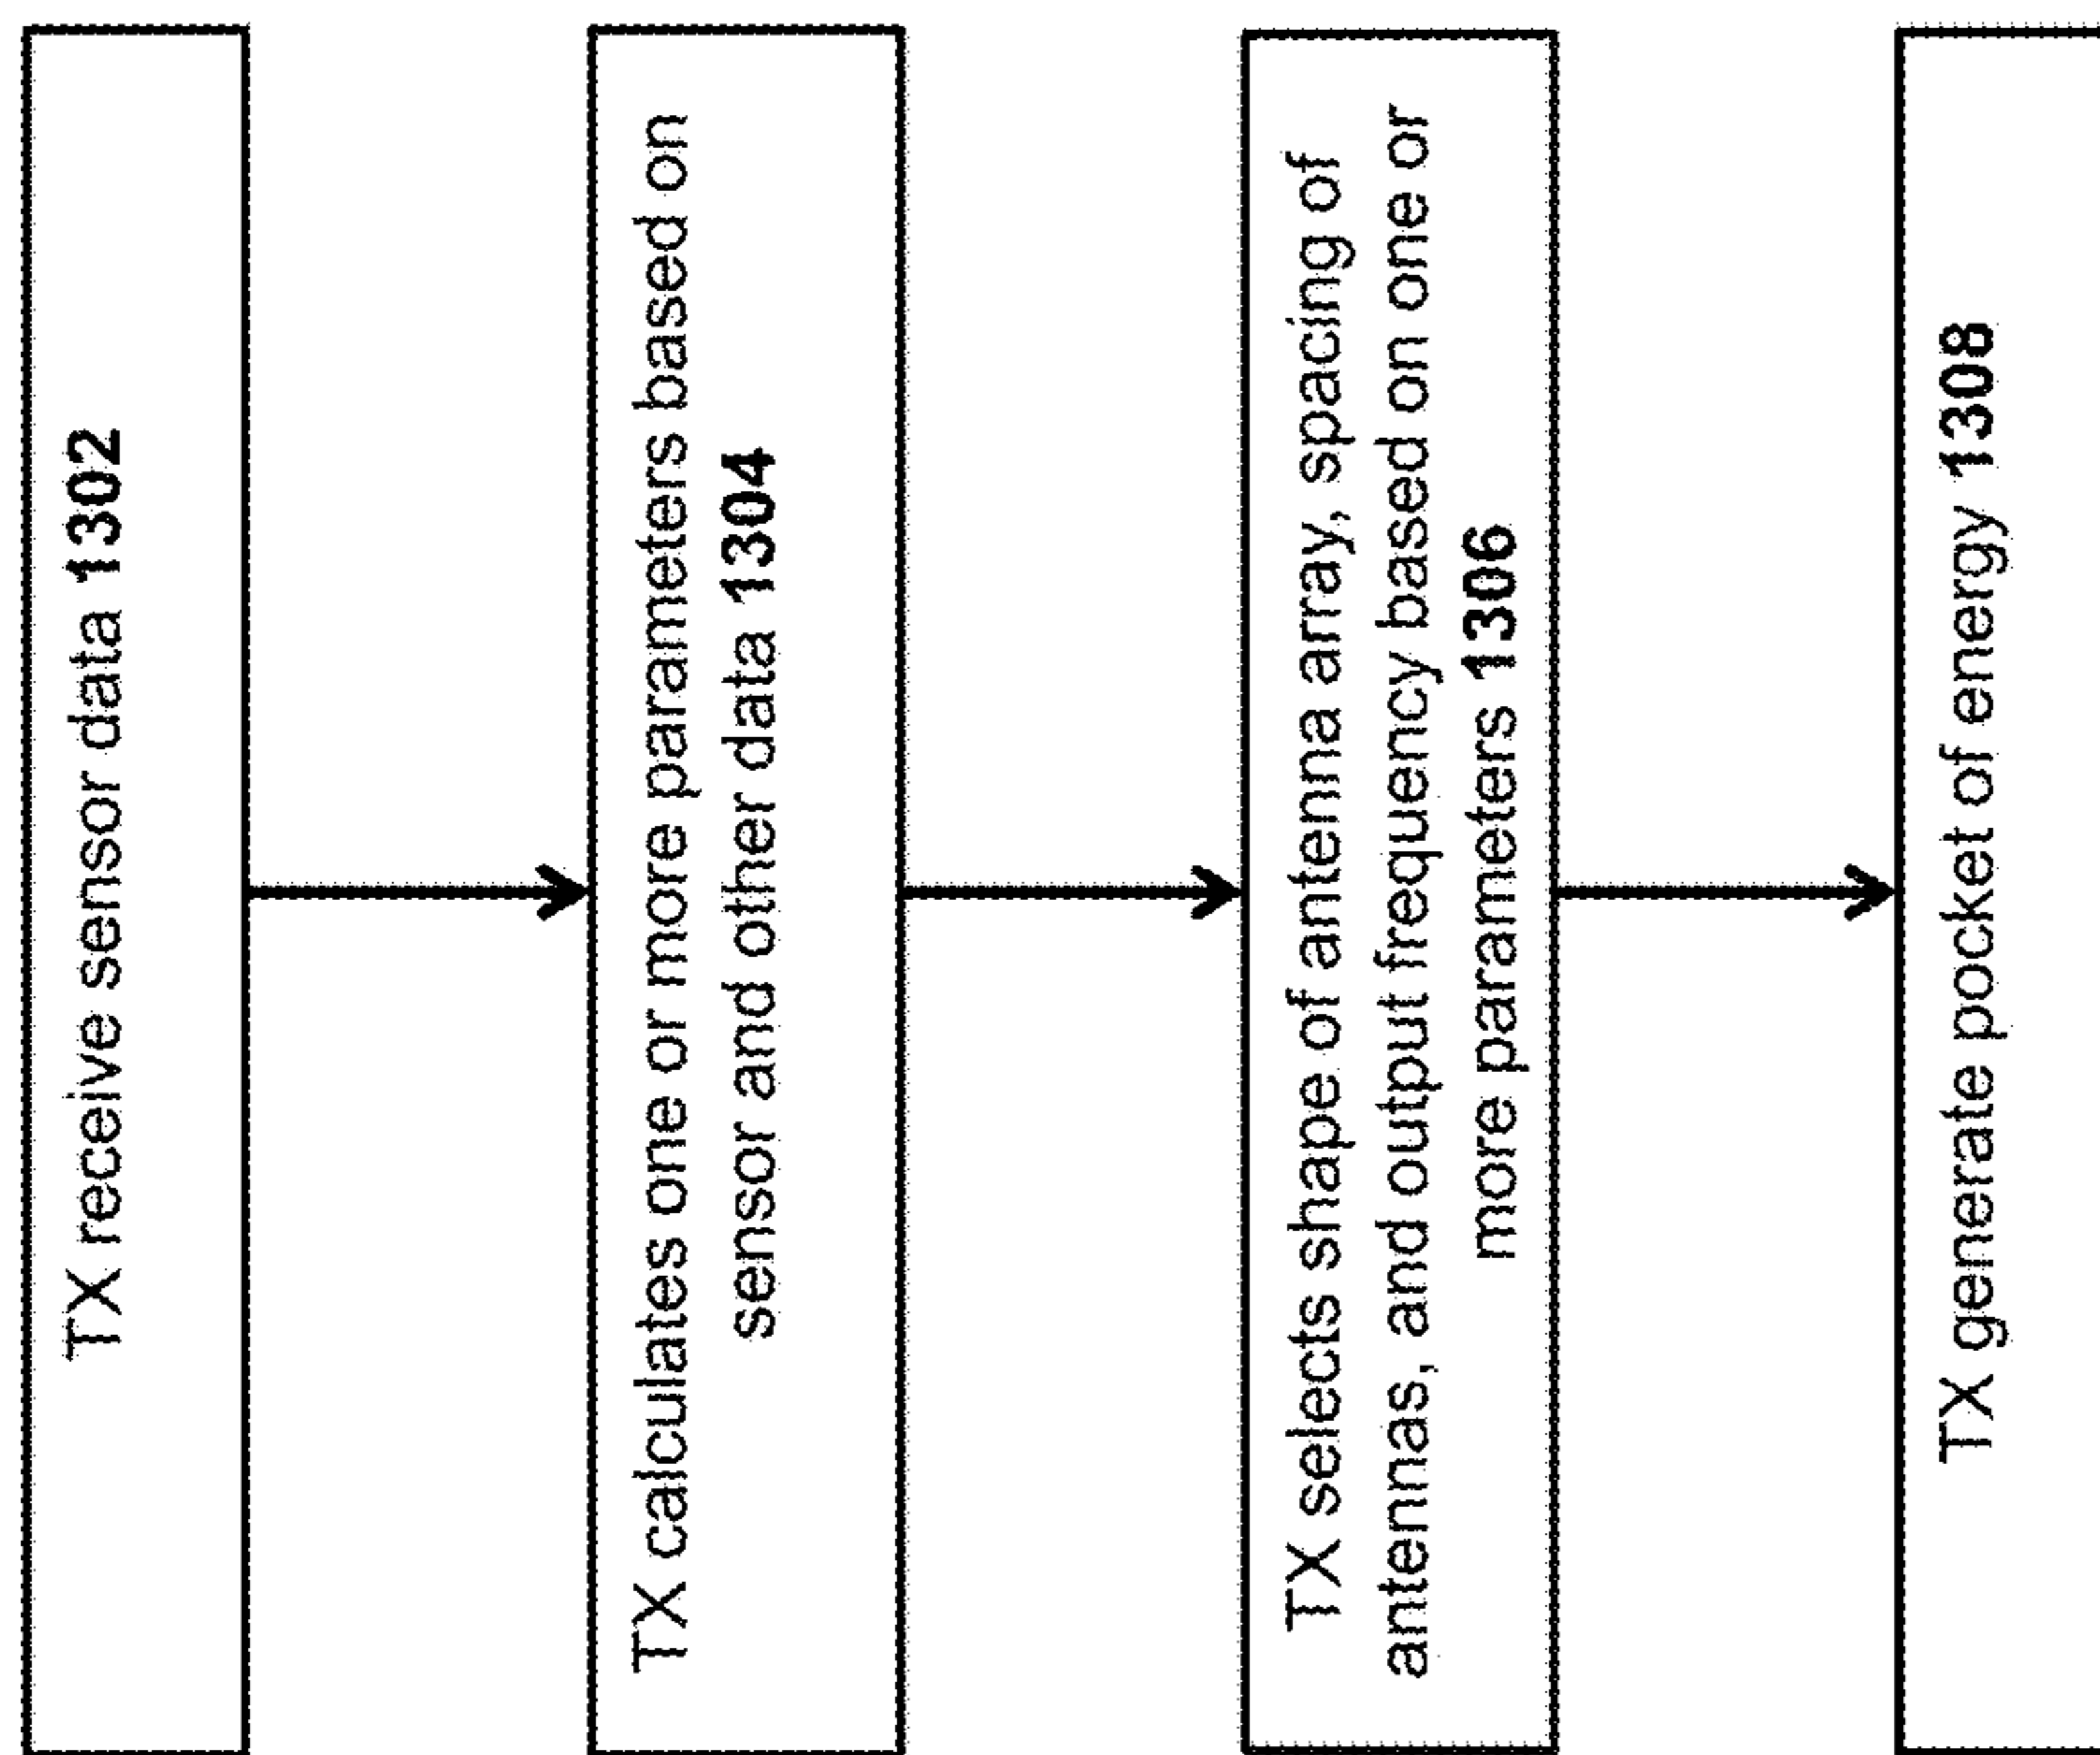 TX receive sensor data 1302
TX calculates one or more parameters based on
sensor and other data 1304
TX selects shape of antenna array, spacing of
antennas, and output frequency based on one or
more parameters 1306
TX generate pocket of energy 1308